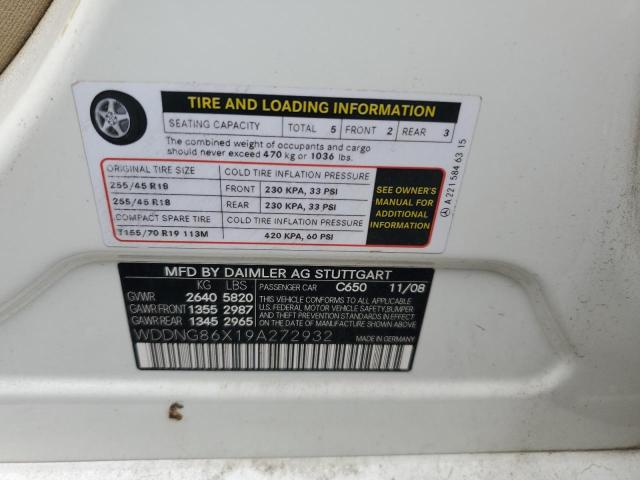 TIRE AND LOADING INFORMATION
SEATING CAPACITY TOTAL 5 FRONT 2 REAR 3
The combined weight of occupants and cargo
should never exceed 470 kg or 1036 lbs.
ORIGINAL TIRE SIZE COLD TIRE INFLATION PRESSURE
255/45 R18 FRONT 230 KPA, 33 PSI
255/45 R18 REAR 230 KPA, 33 PSI
COMPACT SPARE TIRE COLD TIRE INFLATION PRESSURE
T155/70 R19 113M 420 KPA, 60 PSI
SEE OWNER'S
MANUAL FOR
ADDITIONAL
INFORMATION
A 221 584 63 15
MFD BY DAIMLER AG STUTTGART
KG LBS PASSENGER CAR C650 11/08
GVWR 2640 5820
GAWR FRONT 1355 2987
GAWR REAR 1345 2965
THIS VEHICLE CONFORMS TO ALL APPLICABLE
U.S. FEDERAL MOTOR VEHICLE SAFETY, BUMPER,
AND THEFT PREVENTION STANDARDS IN EFFECT
ON THE DATE OF MANUFACTURE SHOWN ABOVE.
WDDNG86X19A272932
MADE IN GERMANY